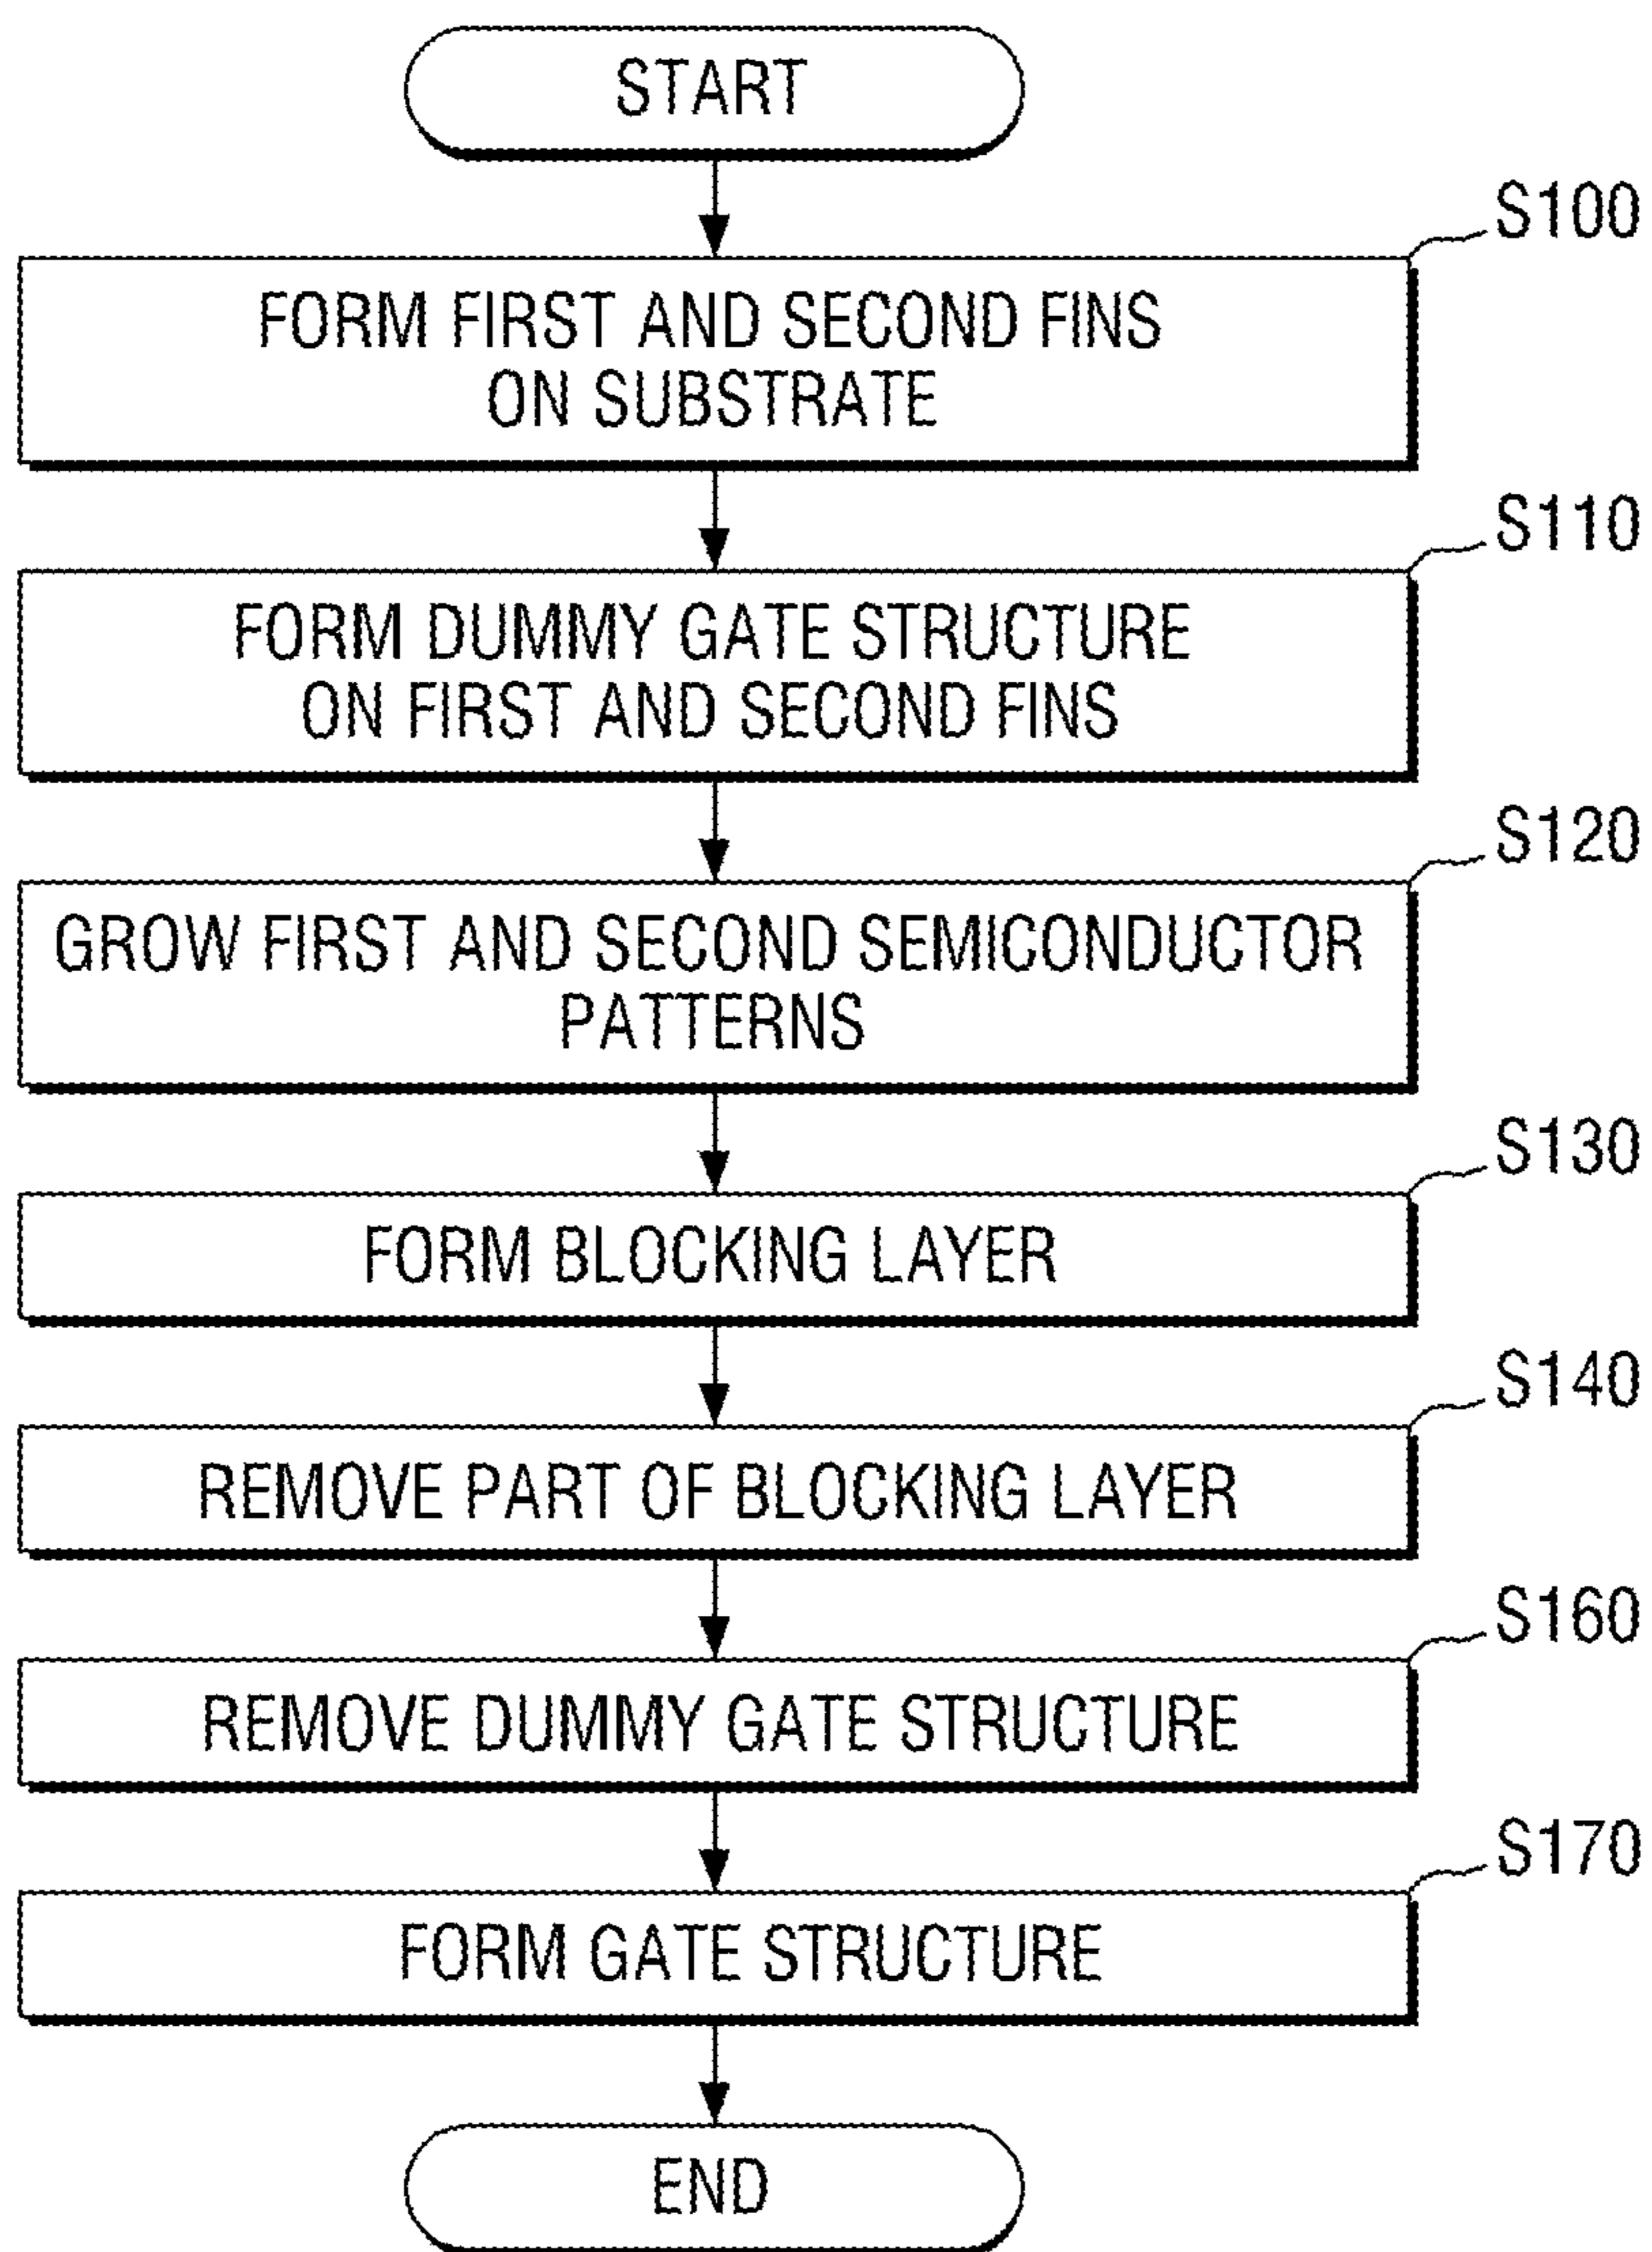 START
S100
FORM FIRST AND SECOND FINS
ON SUBSTRATE
S110
FORM DUMMY GATE STRUCTURE
ON FIRST AND SECOND FINS
S120
GROW FIRST AND SECOND SEMICONDUCTOR
PATTERNS
S130
FORM BLOCKING LAYER
S140
REMOVE PART OF BLOCKING LAYER
S160
REMOVE DUMMY GATE STRUCTURE
S170
FORM GATE STRUCTURE
END